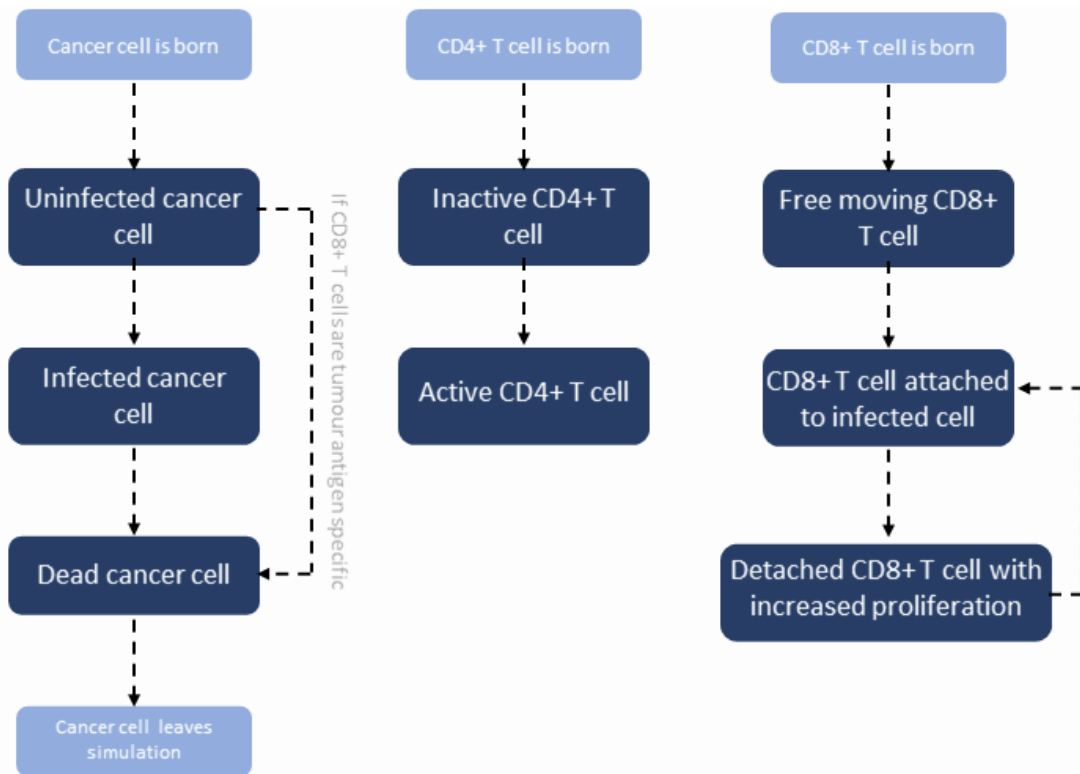 Cancer cell is born
CD4+ T cell is born
CD8+ T cell is born
Uninfected cancer
cell
Inactive CD4+ T
cell
Free moving CD8+
T cell
If CD8+ T cells are tumour antigen specific
Infected cancer
cell
Active CD4+ T cell
CD8+ T cell attached
to infected cell
Dead cancer cell
Detached CD8+ T cell with
increased proliferation
Cancer cell leaves
simulation